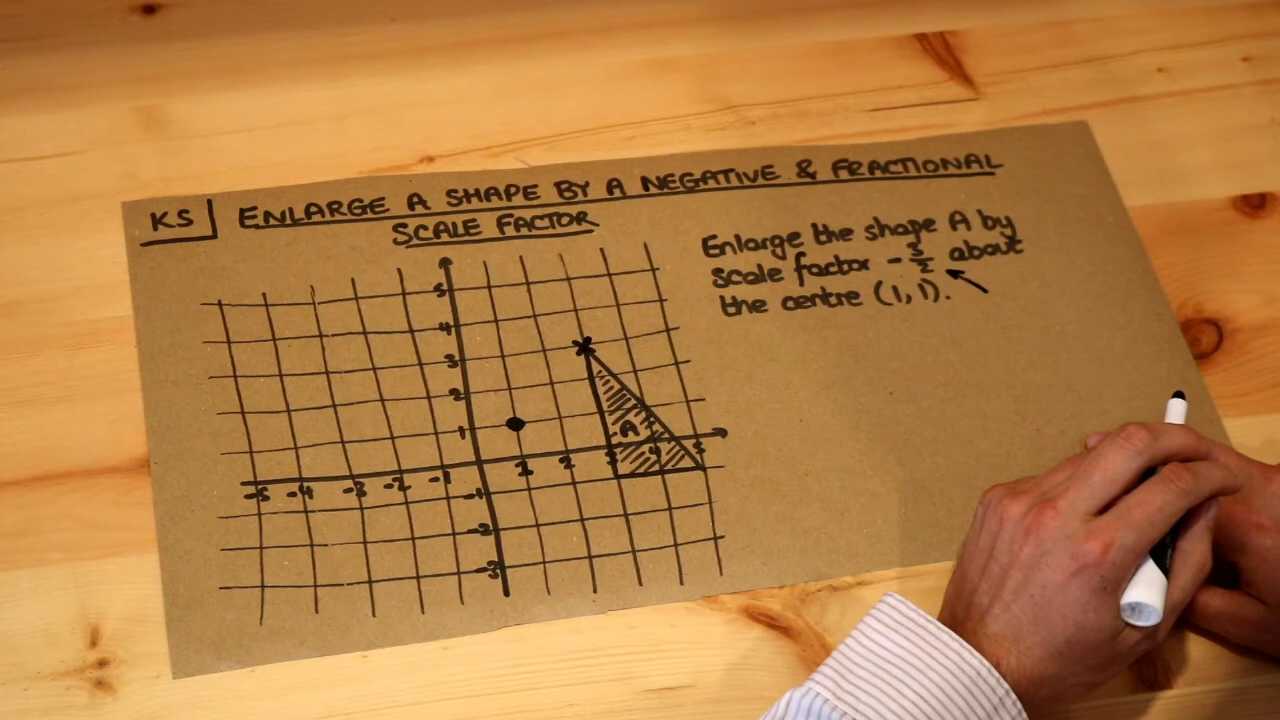 KS ENLARGE A SHAPE BY A NEGATIVE & FRACTIONAL
SCALE FACTOR
Enlarge the shape A by
scale factor -3/2 about
the centre (1,1).
5
4
3
2
1
-5 -4 -3 -2 -1 1 2 3 4 5
-1
-2
-3
A